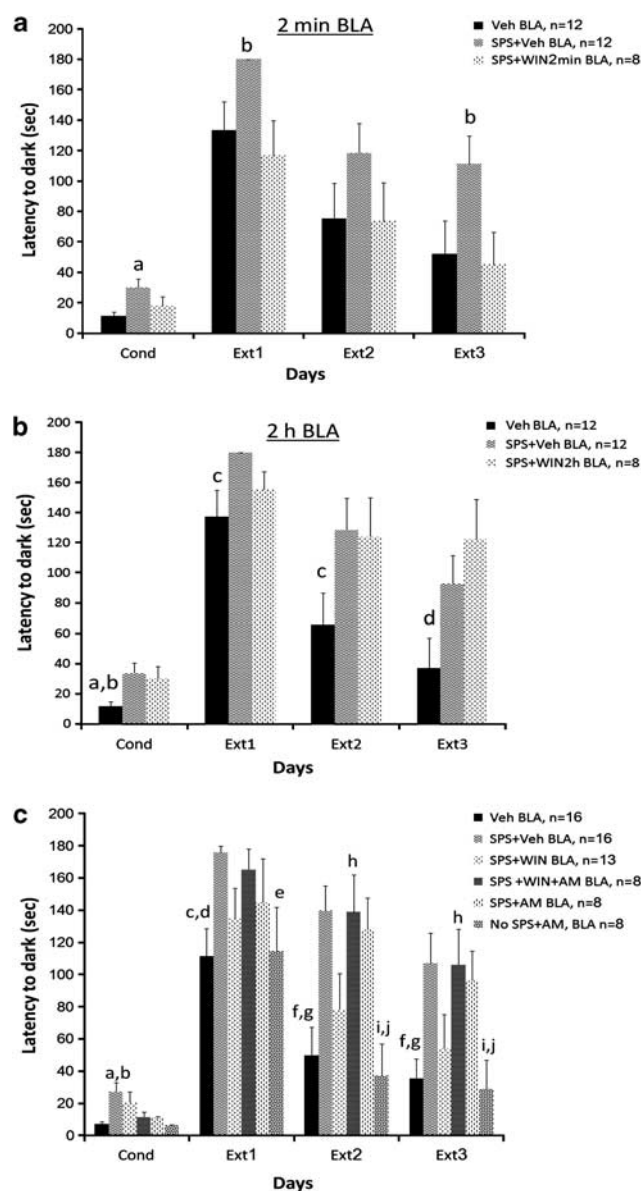 a
2 min BLA
Veh BLA, n=12
SPS+Veh BLA, n=12
SPS+WIN2min BLA, n=8
Latency to dark (sec)
200
180
160
140
120
100
80
60
40
20
0
a
b
b
Cond Ext1 Ext2 Ext3
Days
b
2 h BLA
Veh BLA, n=12
SPS+Veh BLA, n=12
SPS+WIN2h BLA, n=8
Latency to dark (sec)
200
180
160
140
120
100
80
60
40
20
0
a,b
c
c
d
Cond Ext1 Ext2 Ext3
Days
c
Veh BLA, n=16
SPS+Veh BLA, n=16
SPS+WIN BLA, n=13
SPS +WIN+AM BLA, n=8
SPS+AM BLA, n=8
No SPS+AM, BLA n=8
Latency to dark (sec)
200
180
160
140
120
100
80
60
40
20
0
a,b
c,d
e
f,g
h
i,j
f,g
h
i,j
Cond Ext1 Ext2 Ext3
Days